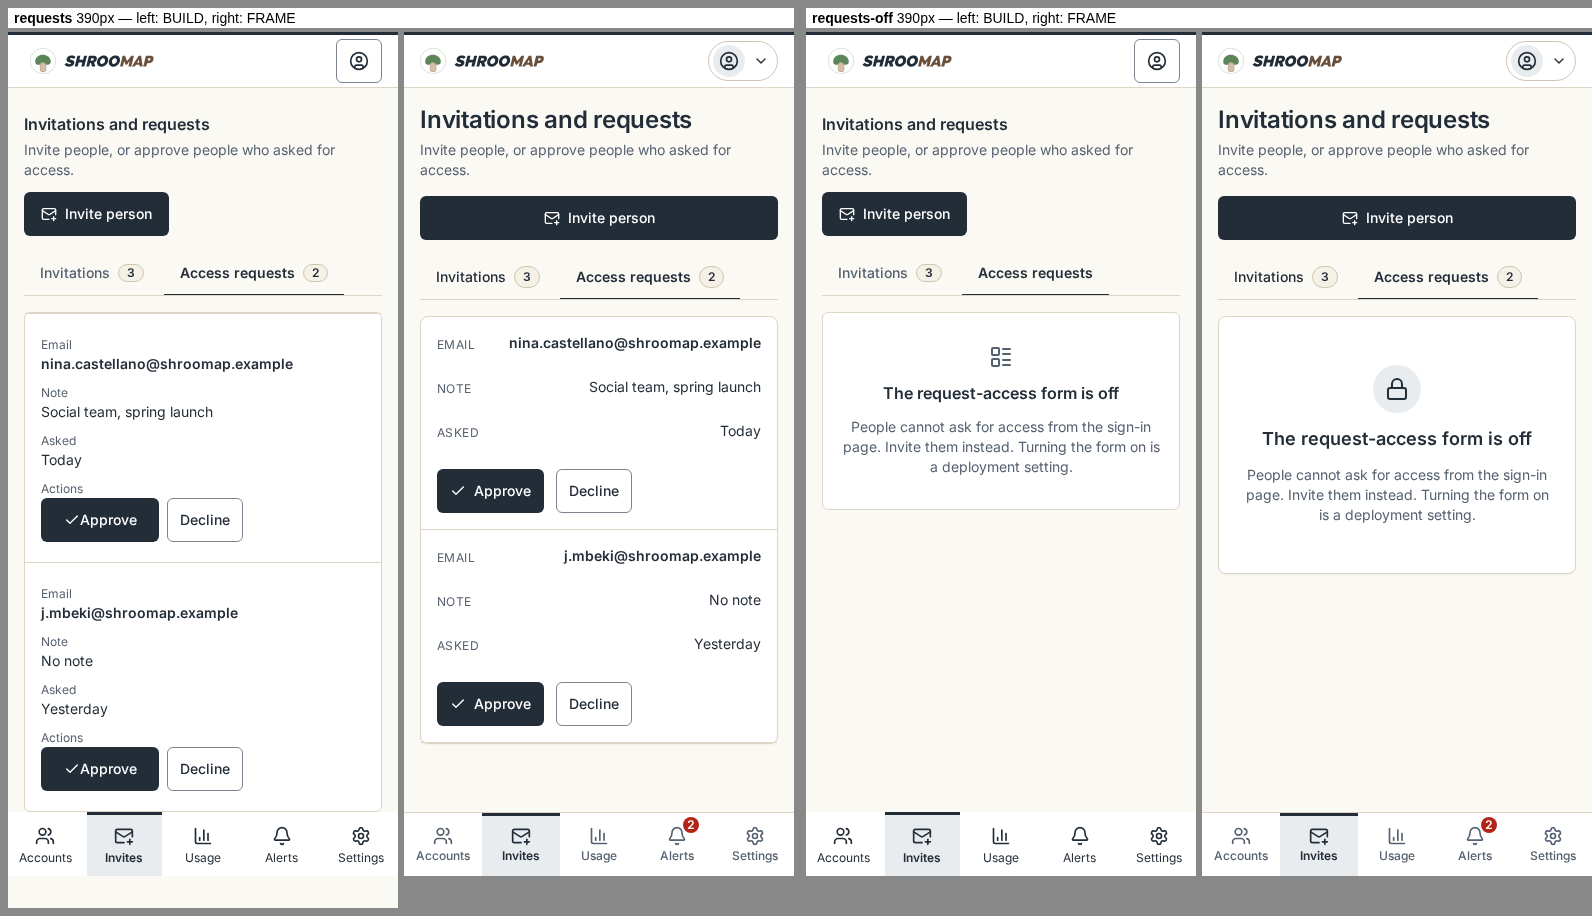 requests 390px — left: BUILD, right: FRAME
SHROOMAP
Invitations and requests
Invite people, or approve people who asked for
access.
Invite person
Invitations 3 Access requests 2
Email
nina.castellano@shroomap.example
Note
Social team, spring launch
Asked
Today
Actions
Approve Decline
Email
j.mbeki@shroomap.example
Note
No note
Asked
Yesterday
Actions
Approve Decline
Accounts Invites Usage Alerts Settings
SHROOMAP
Invitations and requests
Invite people, or approve people who asked for
access.
Invite person
Invitations 3 Access requests 2
EMAIL nina.castellano@shroomap.example
NOTE Social team, spring launch
ASKED Today
Approve Decline
EMAIL j.mbeki@shroomap.example
NOTE No note
ASKED Yesterday
Approve Decline
2
Accounts Invites Usage Alerts Settings
requests-off 390px — left: BUILD, right: FRAME
SHROOMAP
Invitations and requests
Invite people, or approve people who asked for
access.
Invite person
Invitations 3 Access requests
The request-access form is off
People cannot ask for access from the sign-in
page. Invite them instead. Turning the form on is
a deployment setting.
Accounts Invites Usage Alerts Settings
SHROOMAP
Invitations and requests
Invite people, or approve people who asked for
access.
Invite person
Invitations 3 Access requests 2
The request-access form is off
People cannot ask for access from the sign-in
page. Invite them instead. Turning the form on
is a deployment setting.
2
Accounts Invites Usage Alerts Settings